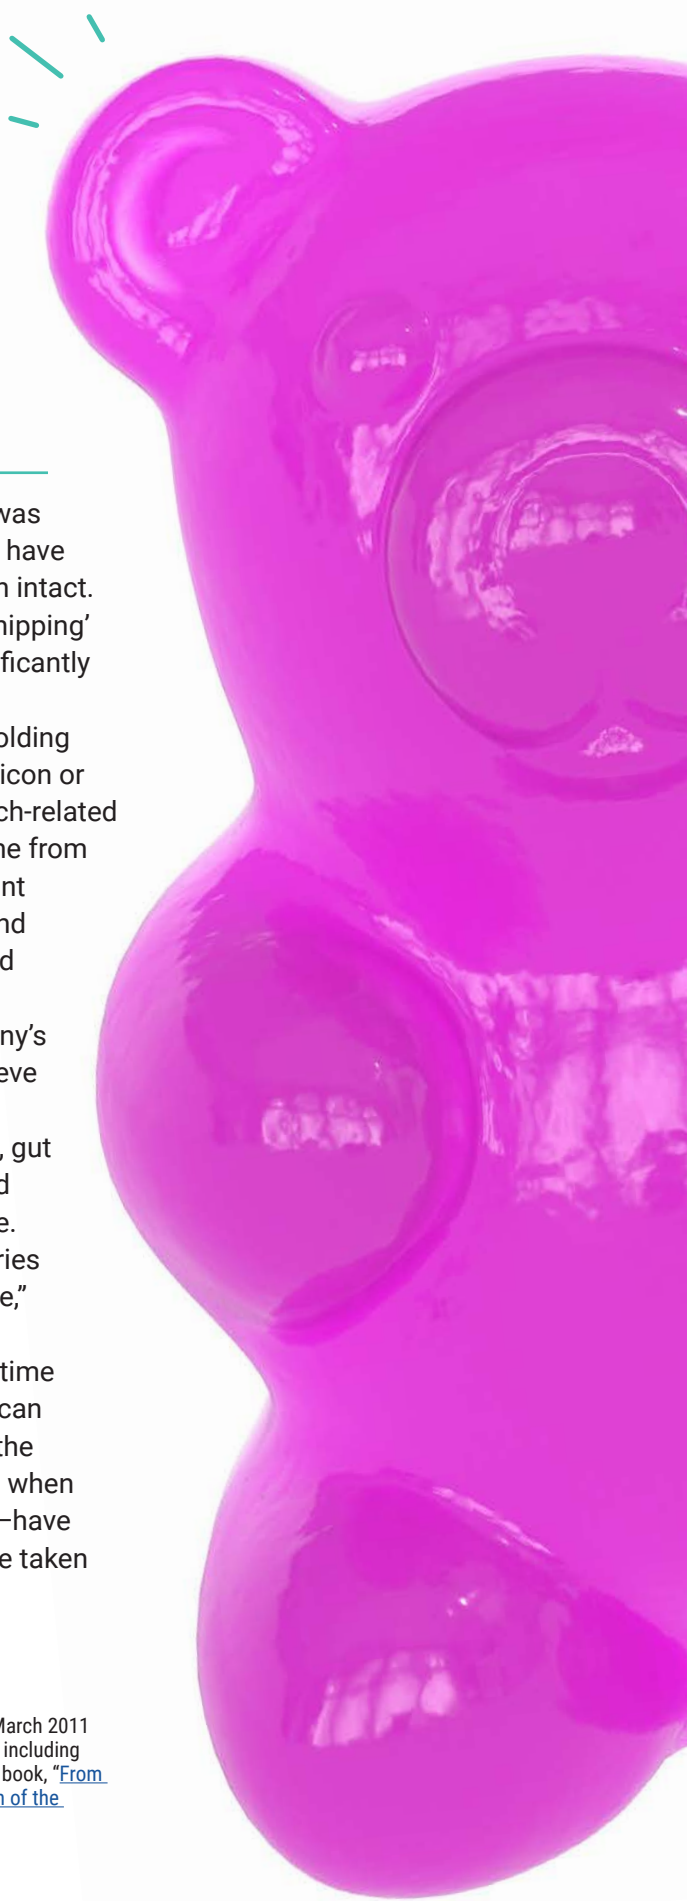 was
have
n intact.
hipping’
ficantly
olding
icon or
ch-related
ne from
nt
nd
d
ny’s
eve
, gut
d
e.
ries
e,”
time
can
the
when
—have
e taken
March 2011
including
book, “From
n of the